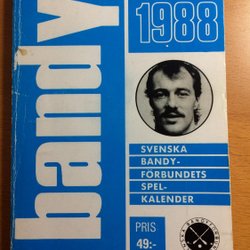 bandy
1988
SVENSKA
BANDY-
FÖRBUNDETS
SPEL-
KALENDER
PRIS
49:-